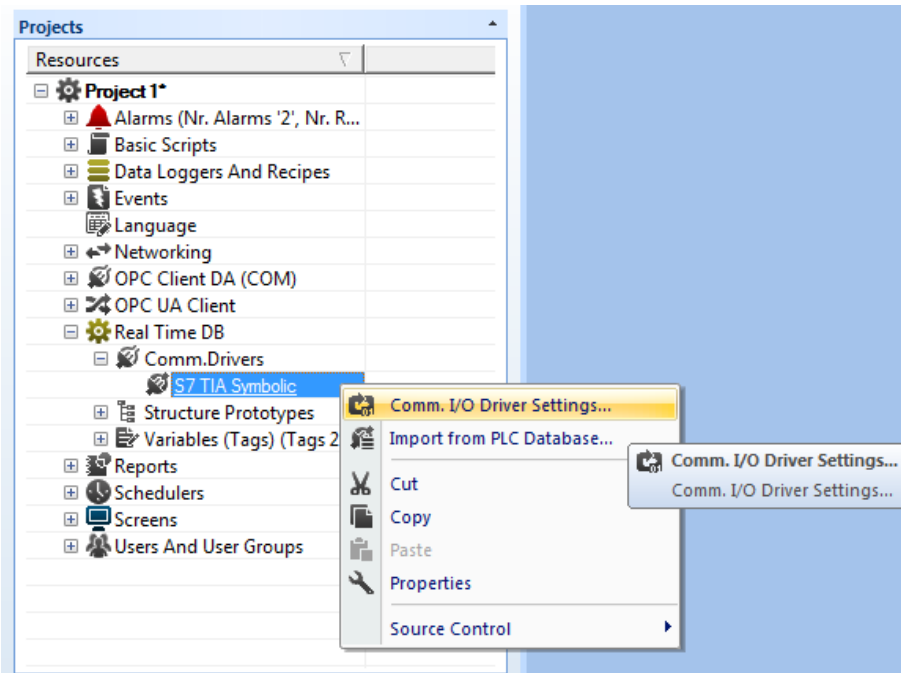 Projects
Resources
Project 1*
Alarms (Nr. Alarms '2', Nr. R...
Basic Scripts
Data Loggers And Recipes
Events
Language
Networking
OPC Client DA (COM)
OPC UA Client
Real Time DB
Comm.Drivers
S7 TIA Symbolic
Structure Prototypes
Variables (Tags) (Tags 2
Reports
Schedulers
Screens
Users And User Groups
Comm. I/O Driver Settings...
Import from PLC Database...
Cut
Copy
Paste
Properties
Source Control
Comm. I/O Driver Settings...
Comm. I/O Driver Settings...